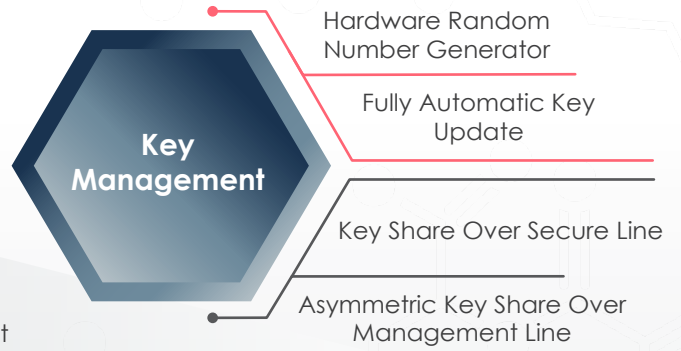 Hardware Random
Number Generator
Fully Automatic Key
Update
Key
Management
Key Share Over Secure Line
Asymmetric Key Share Over
Management Line